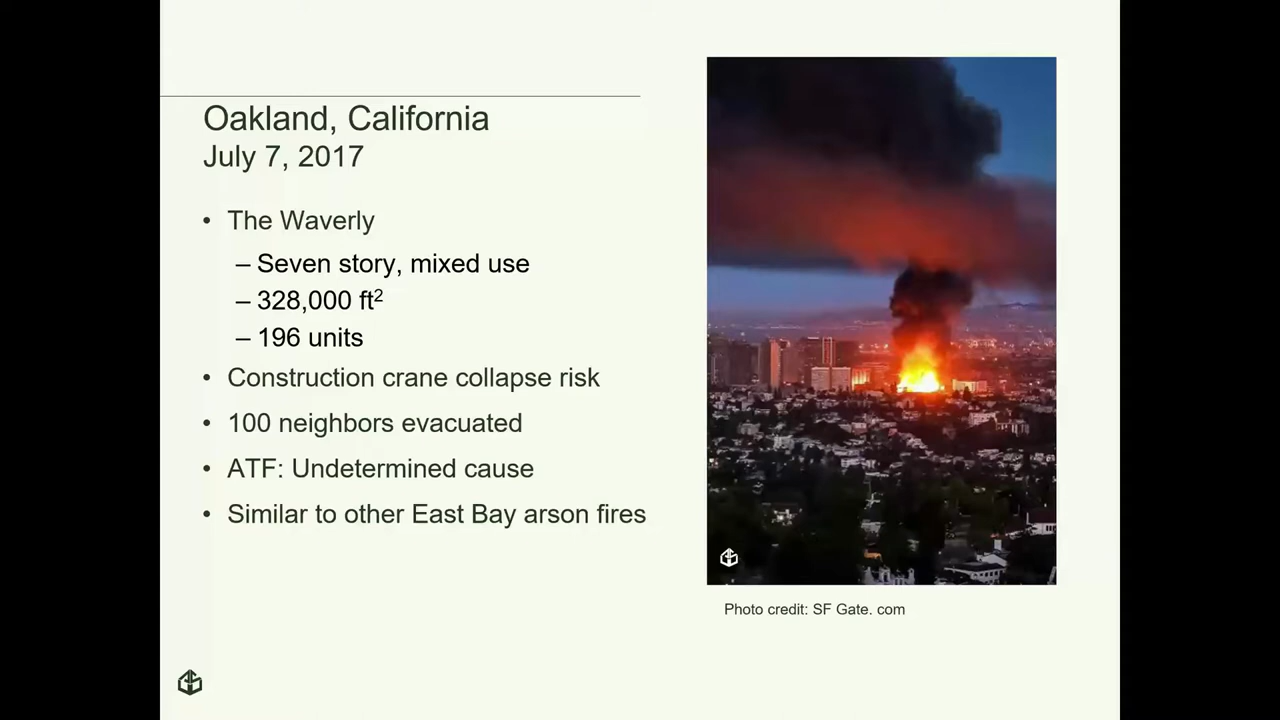 Oakland, California
July 7, 2017
• The Waverly
– Seven story, mixed use
– 328,000 ft²
– 196 units
• Construction crane collapse risk
• 100 neighbors evacuated
• ATF: Undetermined cause
• Similar to other East Bay arson fires
Photo credit: SF Gate. com